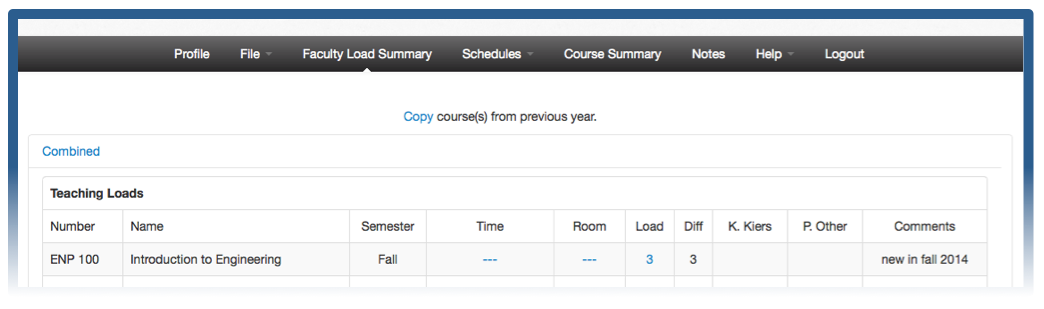 Profile File Faculty Load Summary Schedules Course Summary Notes Help Logout
Copy course(s) from previous year.
Combined
Teaching Loads
Number Name Semester Time Room Load Diff K. Kiers P. Other Comments
ENP 100 Introduction to Engineering Fall --- --- 3 3 new in fall 2014